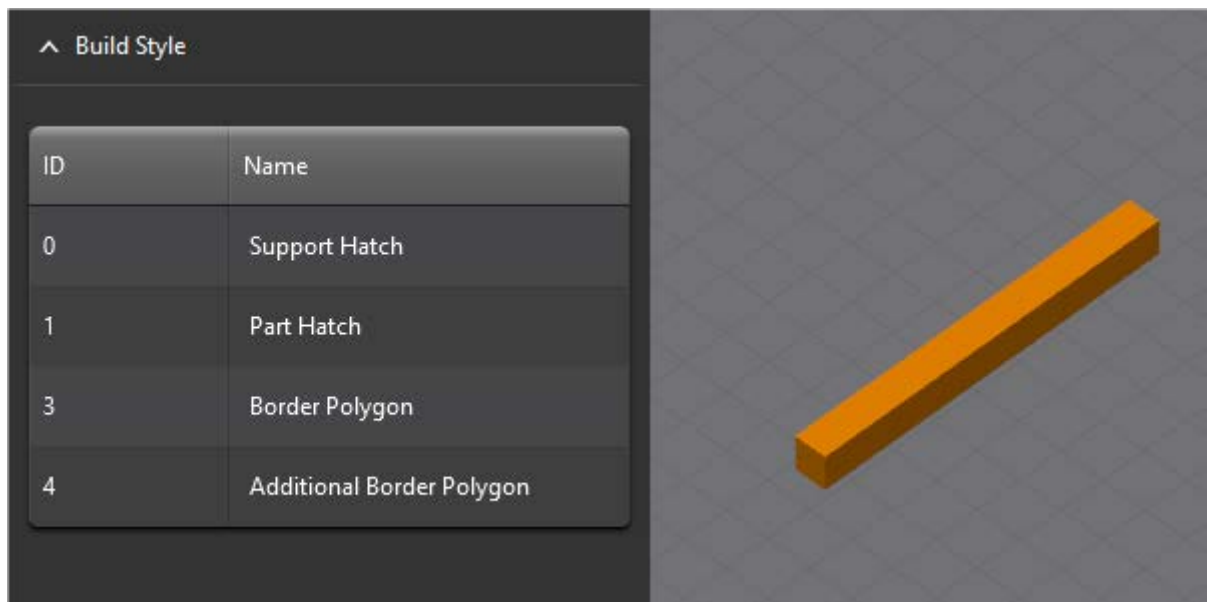 Build Style
ID Name
0 Support Hatch
1 Part Hatch
3 Border Polygon
4 Additional Border Polygon